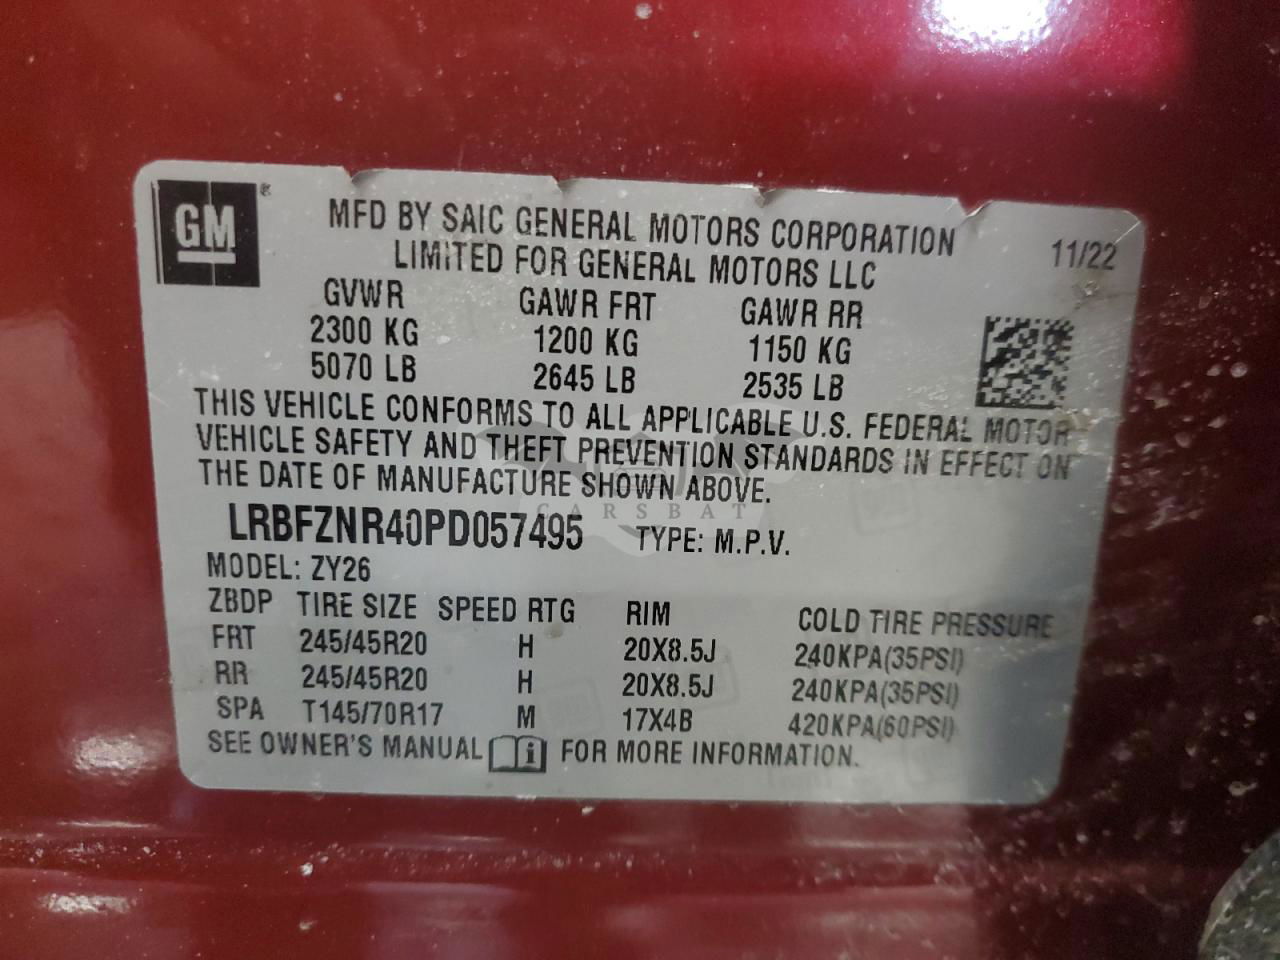 GM ®
MFD BY SAIC GENERAL MOTORS CORPORATION
LIMITED FOR GENERAL MOTORS LLC
11/22
GVWR GAWR FRT GAWR RR
2300 KG 1200 KG 1150 KG
5070 LB 2645 LB 2535 LB
THIS VEHICLE CONFORMS TO ALL APPLICABLE U.S. FEDERAL MOTOR
VEHICLE SAFETY AND THEFT PREVENTION STANDARDS IN EFFECT ON
THE DATE OF MANUFACTURE SHOWN ABOVE.
CARSBAT
LRBFZNR40PD057495 TYPE: M.P.V.
MODEL: ZY26
ZBDP TIRE SIZE SPEED RTG RIM COLD TIRE PRESSURE
FRT 245/45R20 H 20X8.5J 240KPA(35PSI)
RR 245/45R20 H 20X8.5J 240KPA(35PSI)
SPA T145/70R17 M 17X4B 420KPA(60PSI)
SEE OWNER'S MANUAL i FOR MORE INFORMATION.